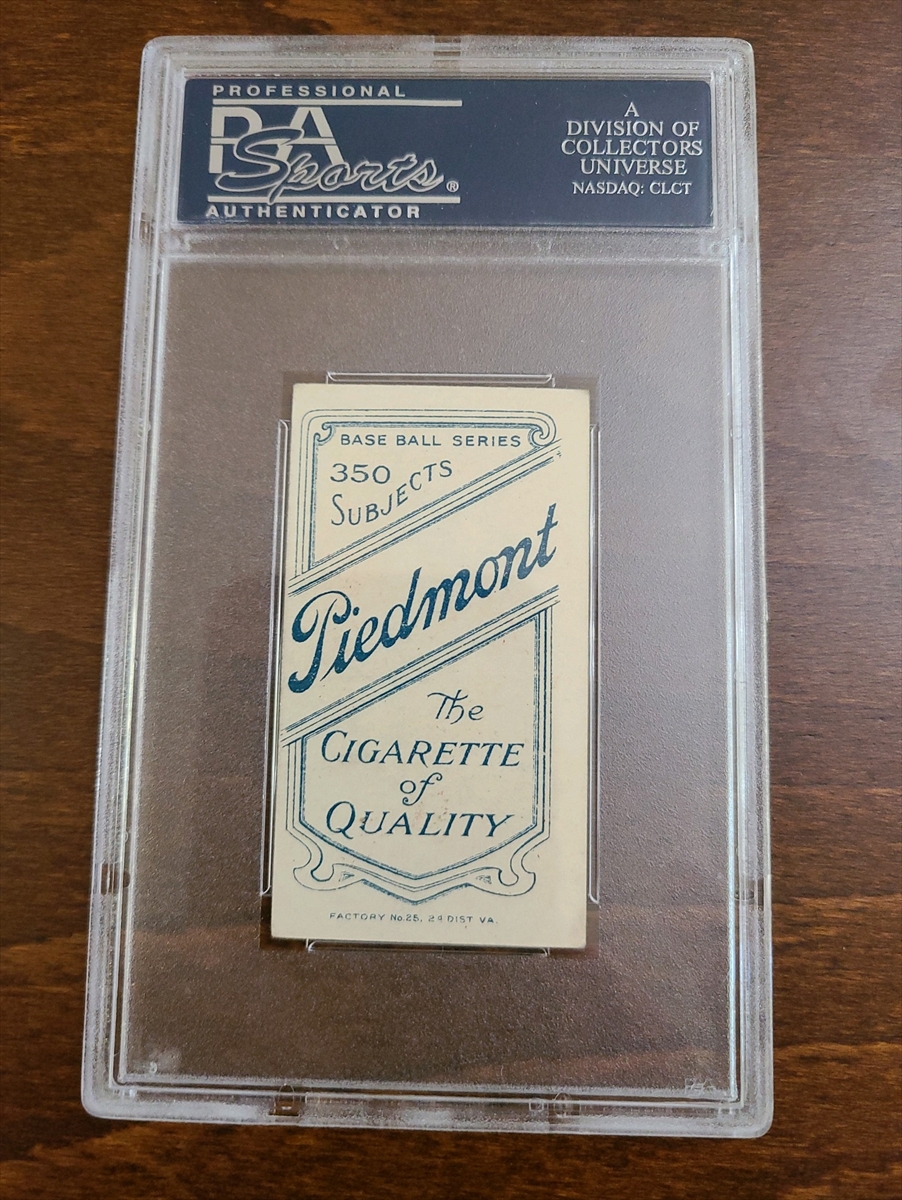 PROFESSIONAL
PSA
Sports®
AUTHENTICATOR
A
DIVISION OF
COLLECTORS
UNIVERSE
NASDAQ: CLCT
BASE BALL SERIES
350
SUBJECTS
Piedmont
The
CIGARETTE
of
QUALITY
FACTORY No. 25, 2d DIST VA.